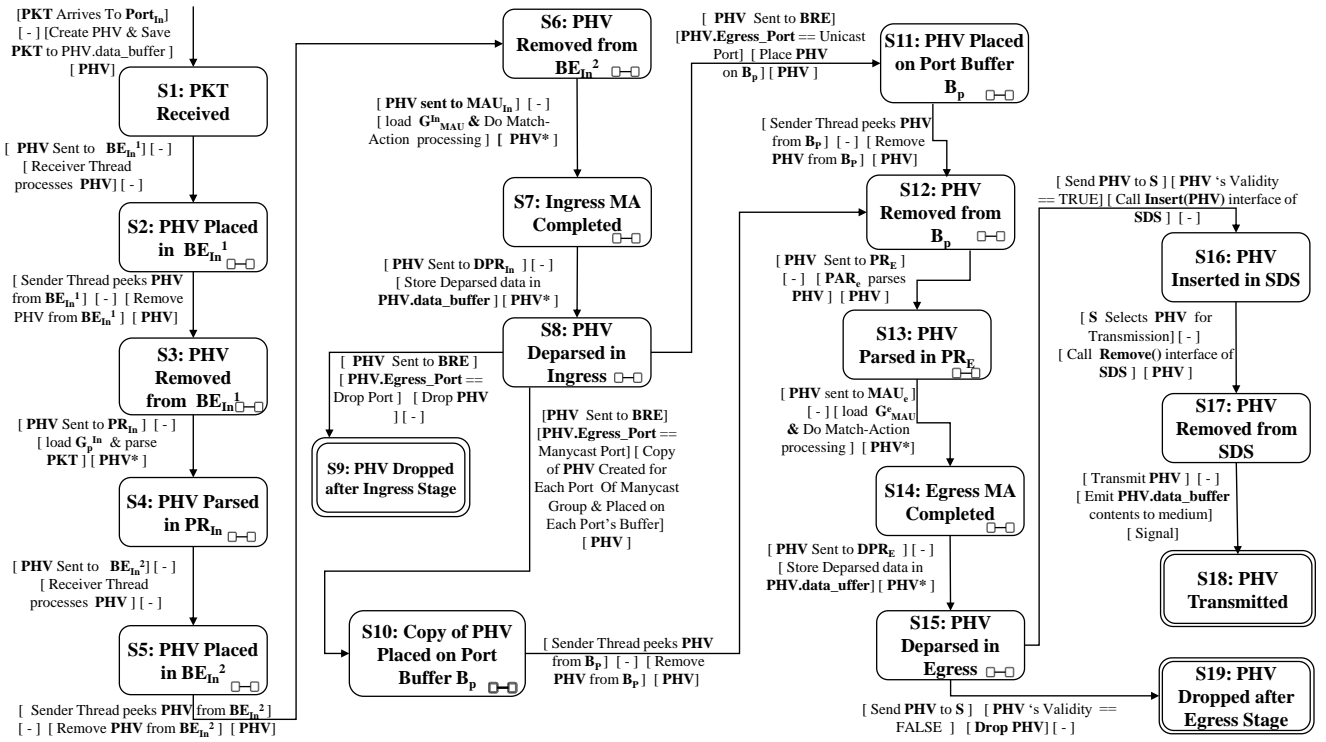 [PKT Arrives To Port_In]
[ - ] [Create PHV & Save
PKT to PHV.data_buffer ]
[ PHV]
S1: PKT
Received
[ PHV Sent to BE_In^1] [ - ]
[ Receiver Thread
processes PHV] [ - ]
S2: PHV Placed
in BE_In^1
[ Sender Thread peeks PHV
from BE_In^1 ] [ - ] [ Remove
PHV from BE_In^1 ] [ PHV]
S3: PHV
Removed
from BE_In^1
[ PHV Sent to PR_In ] [ - ]
[ load G_p^In & parse
PKT ] [ PHV* ]
S4: PHV Parsed
in PR_In
[ PHV Sent to BE_In^2] [ - ]
[ Receiver Thread
processes PHV ] [ - ]
S5: PHV Placed
in BE_In^2
[ Sender Thread peeks PHV from BE_In^2 ]
[ - ] [ Remove PHV from BE_In^2 ] [ PHV]
S6: PHV
Removed from
BE_In^2
[ PHV sent to MAU_In ] [ - ]
[ load G^In_MAU & Do Match-
Action processing ] [ PHV* ]
S7: Ingress MA
Completed
[ PHV Sent to DPR_In ] [ - ]
[ Store Deparsed data in
PHV.data_buffer ] [ PHV* ]
S8: PHV
Deparsed in
Ingress
[ PHV Sent to BRE ]
[ PHV.Egress_Port ==
Drop Port ] [ Drop PHV
] [ - ]
S9: PHV Dropped
after Ingress Stage
[PHV Sent to BRE]
[PHV.Egress_Port ==
Manycast Port] [ Copy
of PHV Created for
Each Port Of Manycast
Group & Placed on
Each Port's Buffer]
[ PHV ]
S10: Copy of PHV
Placed on Port
Buffer B_p
[ Sender Thread peeks PHV
from B_P ] [ - ] [ Remove
PHV from B_P ] [ PHV]
[ PHV Sent to BRE]
[PHV.Egress_Port == Unicast
Port] [ Place PHV
on B_p ] [ PHV ]
S11: PHV Placed
on Port Buffer
B_p
[ Sender Thread peeks PHV
from B_P ] [ - ] [ Remove
PHV from B_P ] [ PHV]
S12: PHV
Removed from
B_p
[ PHV Sent to PR_E ]
[ - ] [ PAR_e parses
PHV ] [ PHV ]
S13: PHV
Parsed in PR_E
[ PHV sent to MAU_e ]
[ - ] [ load G^e_MAU
& Do Match-Action
processing ] [ PHV* ]
S14: Egress MA
Completed
[ PHV Sent to DPR_E ] [ - ]
[ Store Deparsed data in
PHV.data_uffer] [ PHV* ]
S15: PHV
Deparsed in
Egress
[ Send PHV to S ] [ PHV 's Validity
== TRUE] [ Call Insert(PHV) interface of
SDS ] [ - ]
S16: PHV
Inserted in SDS
[ S Selects PHV for
Transmission] [ - ]
[ Call Remove() interface of
SDS ] [ PHV ]
S17: PHV
Removed from
SDS
[ Transmit PHV ] [ - ]
[ Emit PHV.data_buffer
contents to medium]
[ Signal]
S18: PHV
Transmitted
[ Send PHV to S ] [ PHV 's Validity ==
FALSE ] [ Drop PHV] [ - ]
S19: PHV
Dropped after
Egress Stage